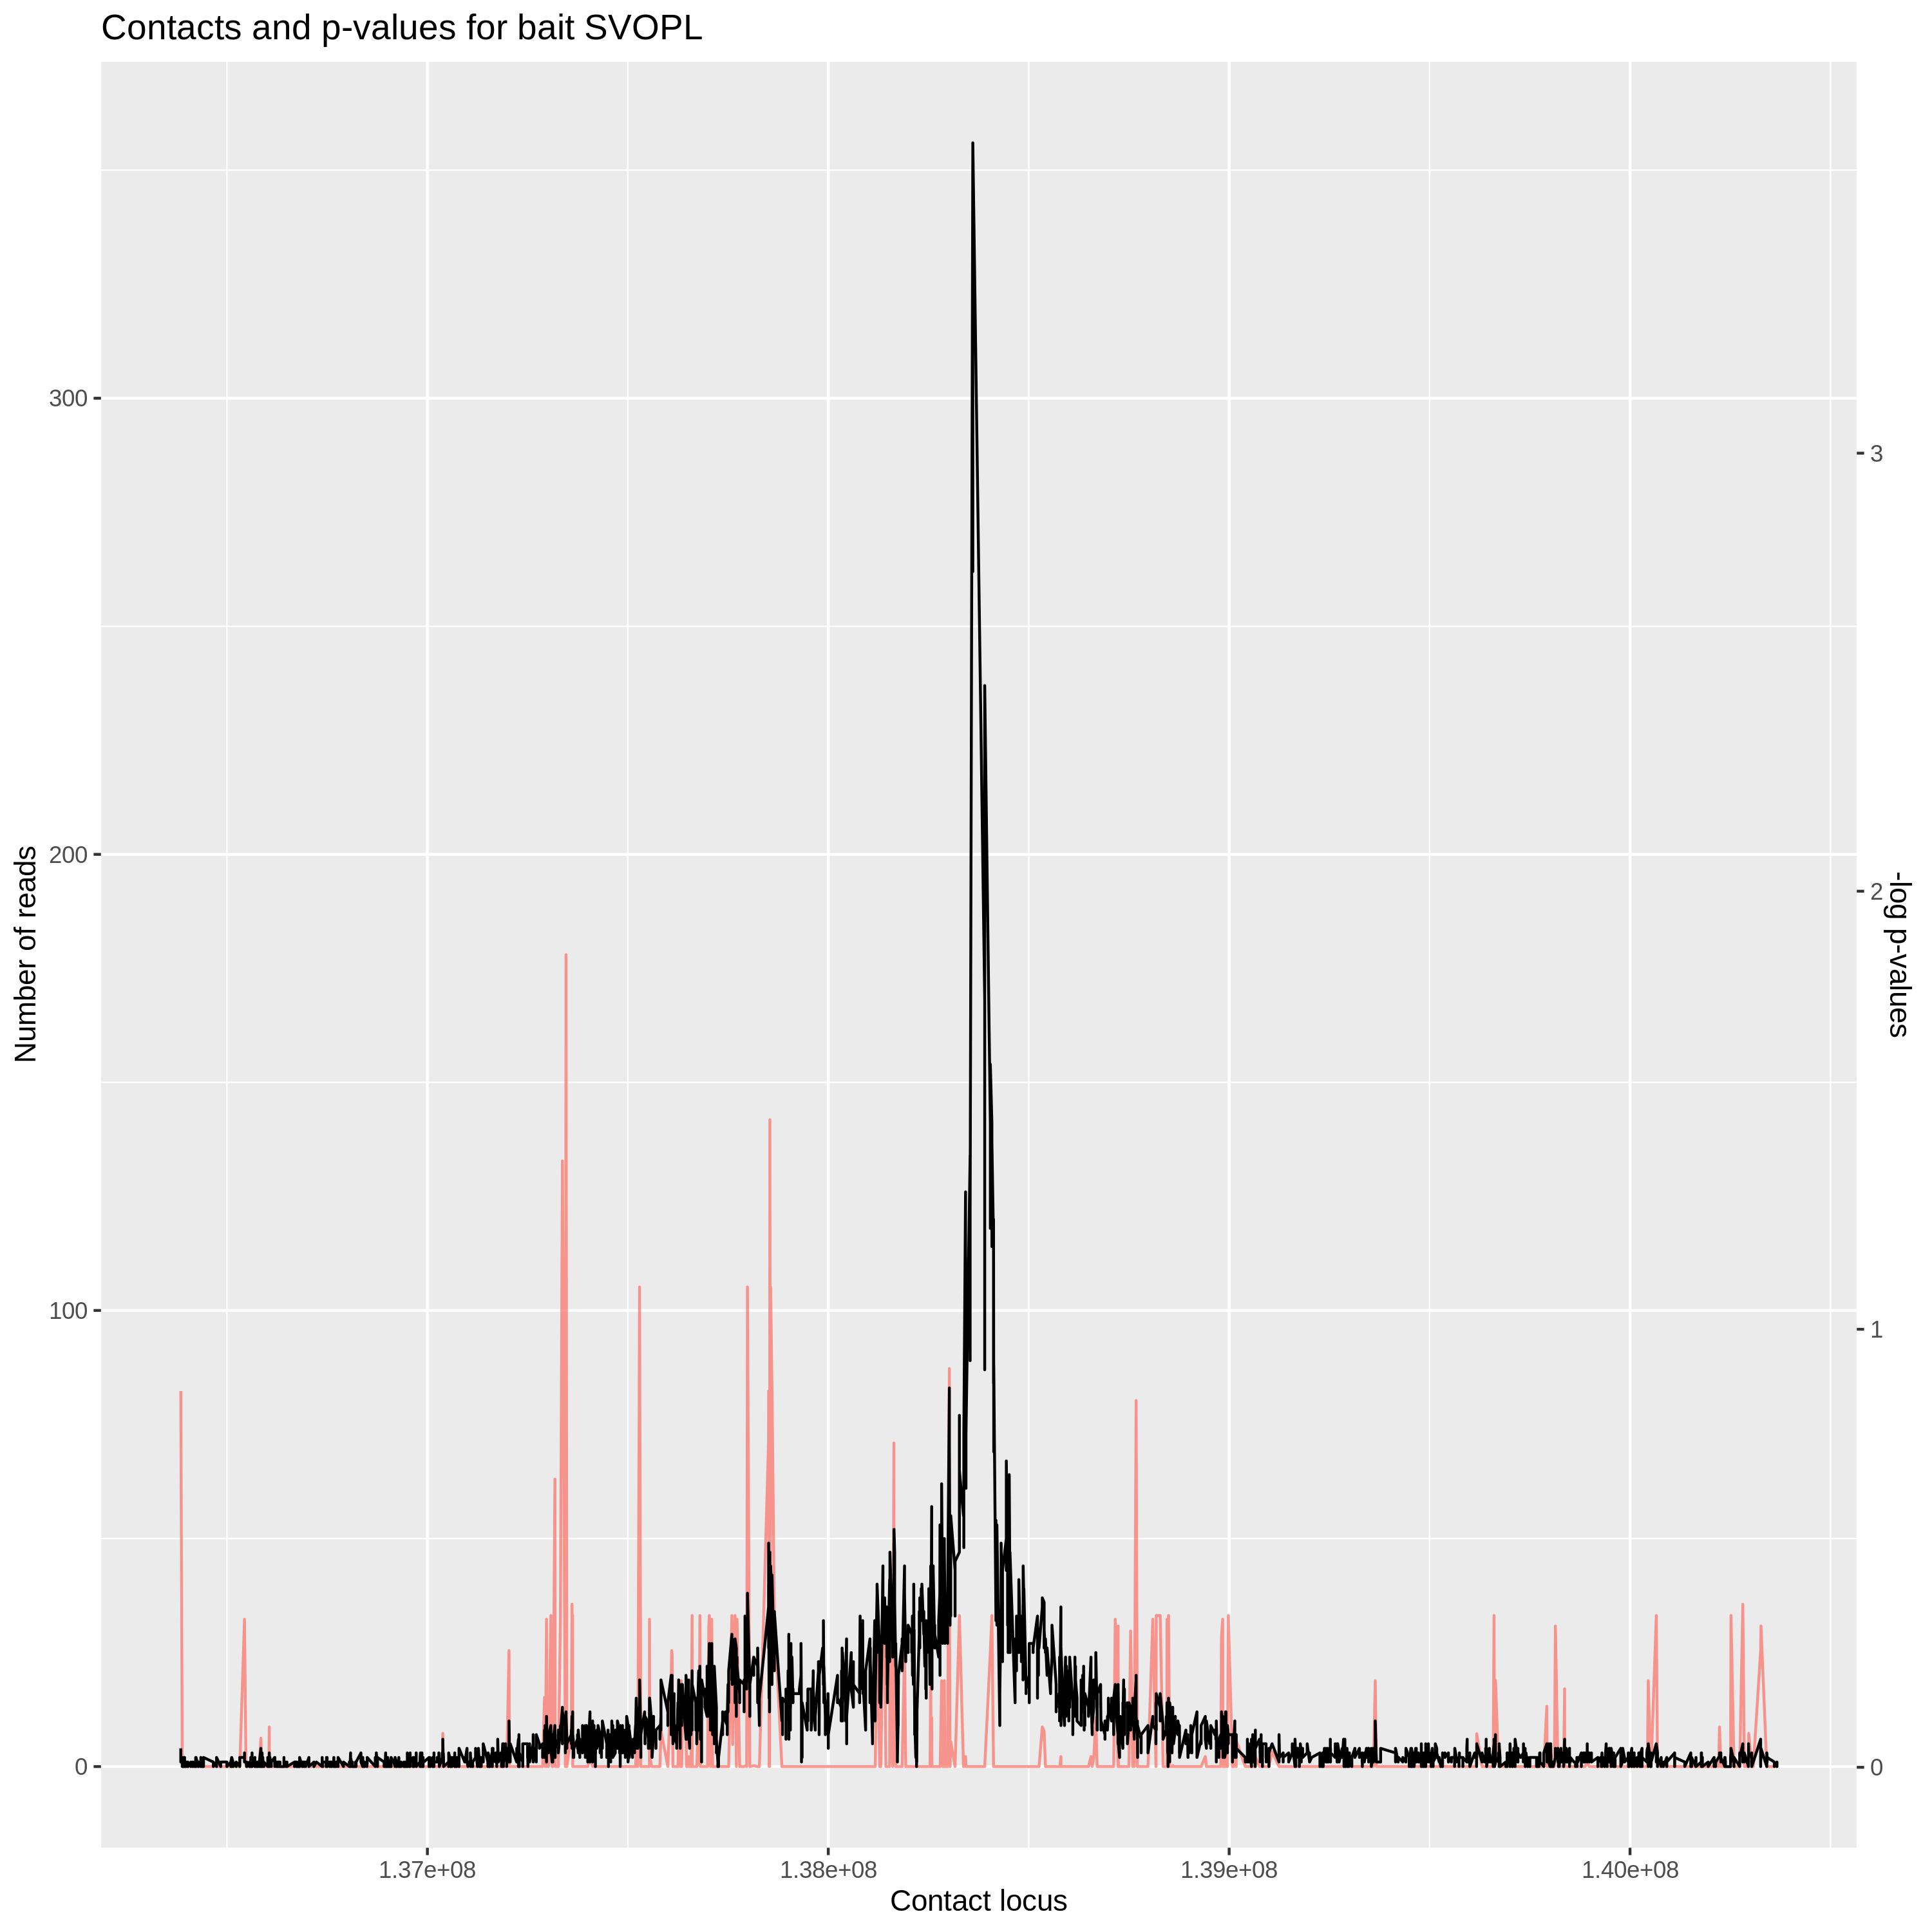 Contacts and p-values for bait SVOPL
Number of reads
300
200
100
0
3
2
1
0
-log p-values
1.37e+08
1.38e+08
1.39e+08
1.40e+08
Contact locus